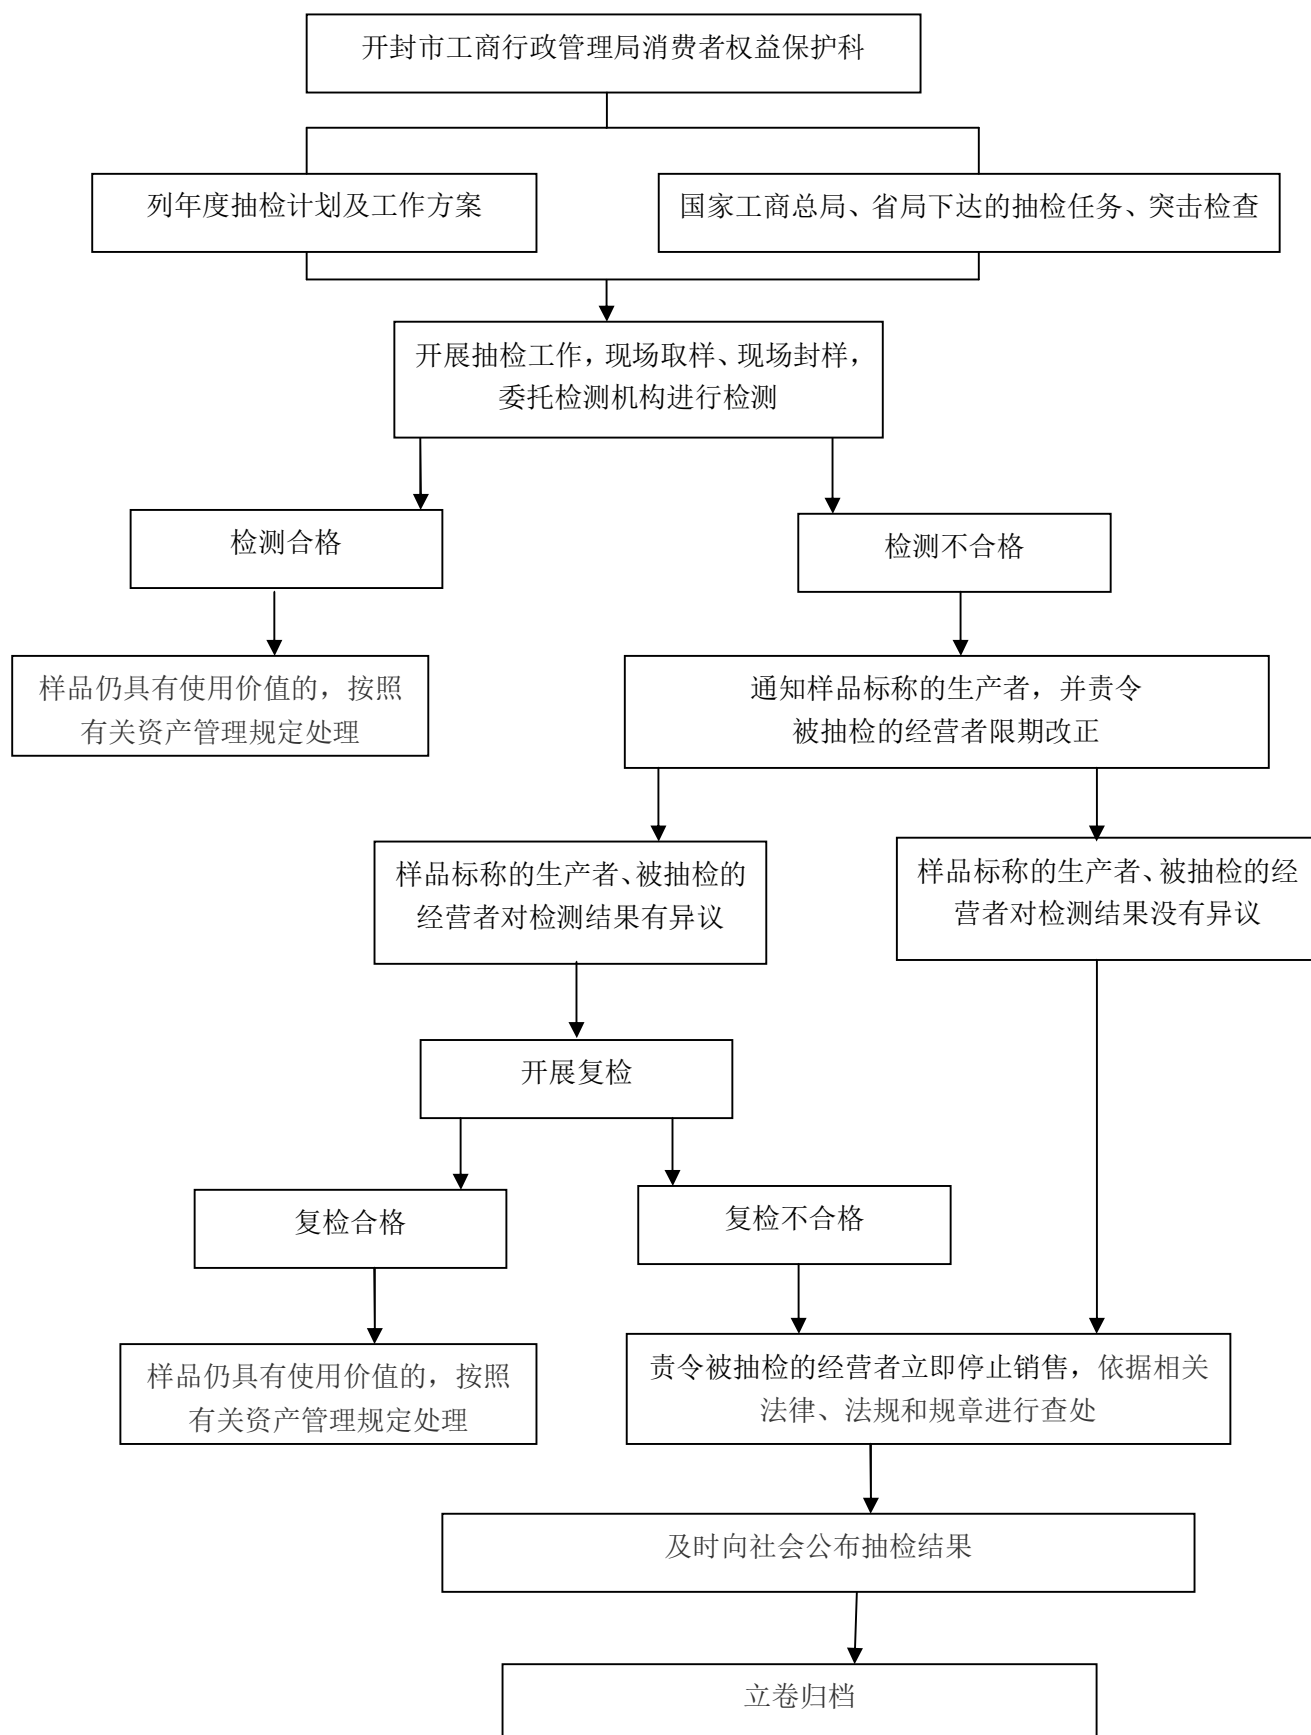 开封市工商行政管理局消费者权益保护科
列年度抽检计划及工作方案
国家工商总局、省局下达的抽检任务、突击检查
开展抽检工作，现场取样、现场封样，
委托检测机构进行检测
检测合格
检测不合格
样品仍具有使用价值的，按照
有关资产管理规定处理
通知样品标称的生产者，并责令
被抽检的经营者限期改正
样品标称的生产者、被抽检的
经营者对检测结果有异议
样品标称的生产者、被抽检的经
营者对检测结果没有异议
开展复检
复检合格
复检不合格
样品仍具有使用价值的，按照
有关资产管理规定处理
责令被抽检的经营者立即停止销售，依据相关
法律、法规和规章进行查处
及时向社会公布抽检结果
立卷归档